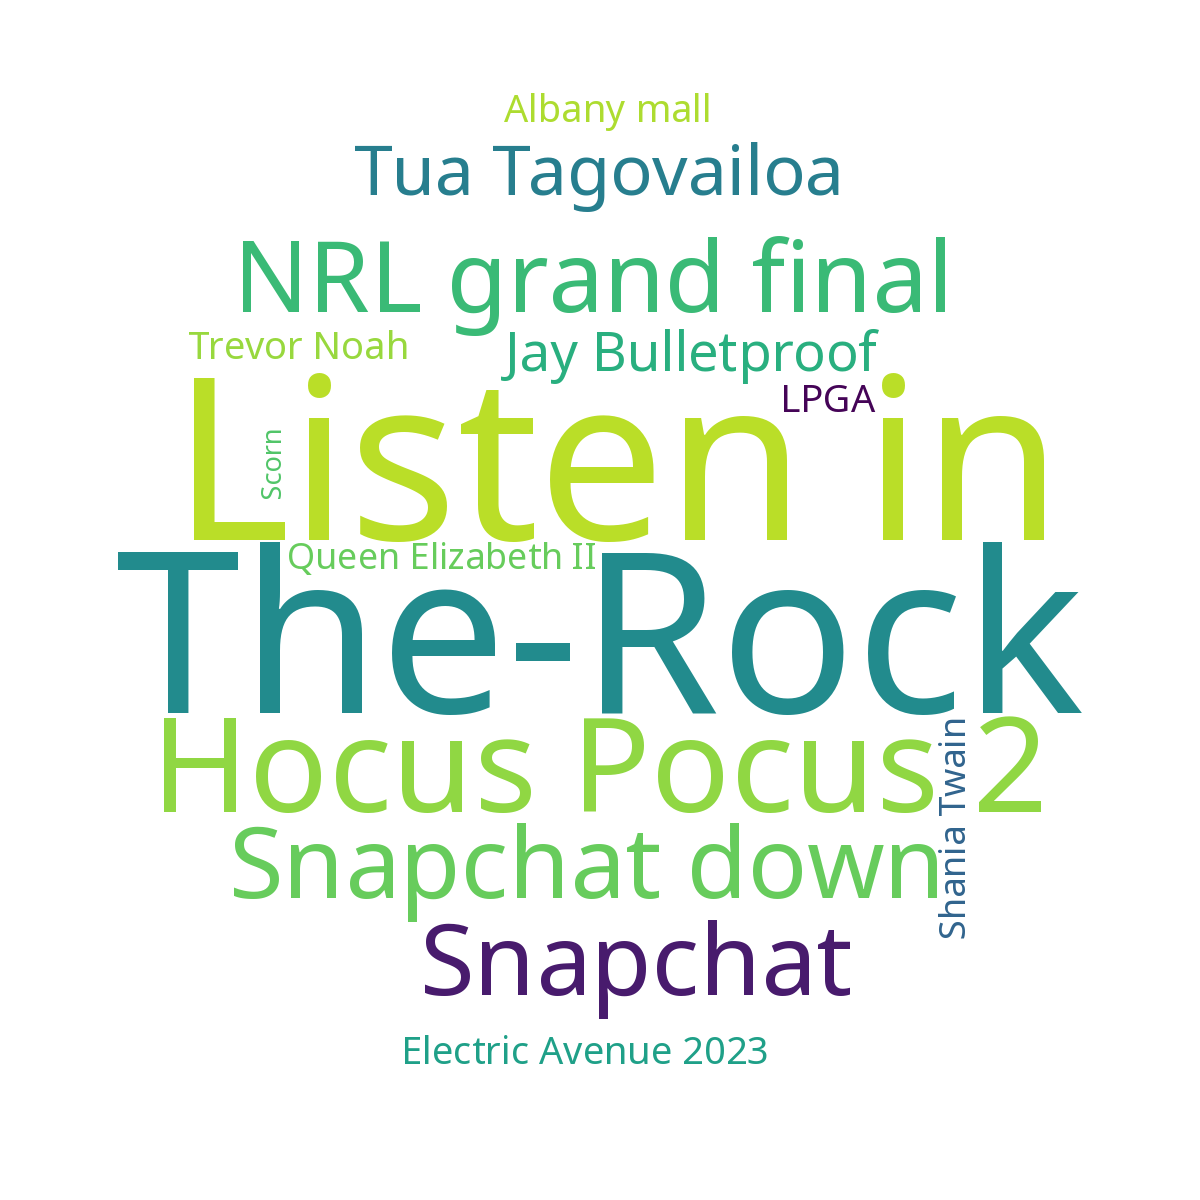 Albany mall
Tua Tagovailoa
NRL grand final
Trevor Noah
Jay Bulletproof
LPGA
Listen in
Scorn
Queen Elizabeth II
The-Rock
Hocus Pocus 2
Shania Twain
Snapchat down
Snapchat
Electric Avenue 2023